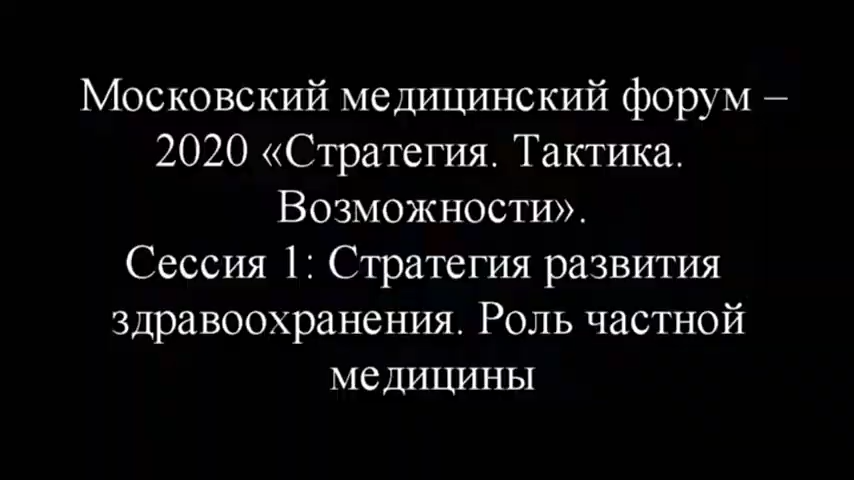 Московский медицинский форум –
2020 «Стратегия. Тактика.
Возможности».
Сессия 1: Стратегия развития
здравоохранения. Роль частной
медицины